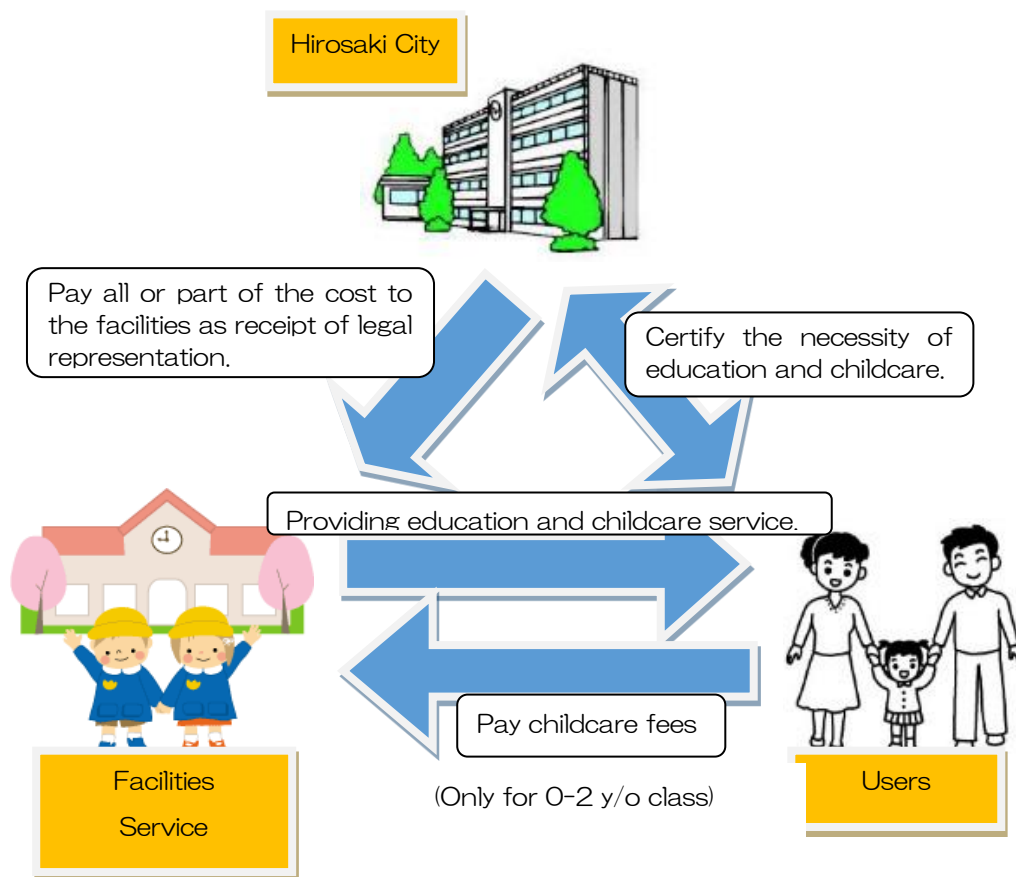 Hirosaki City
Pay all or part of the cost to
the facilities as receipt of legal
representation.
Certify the necessity of
education and childcare.
Providing education and childcare service.
Pay childcare fees
(Only for 0-2 y/o class)
Facilities
Service
Users